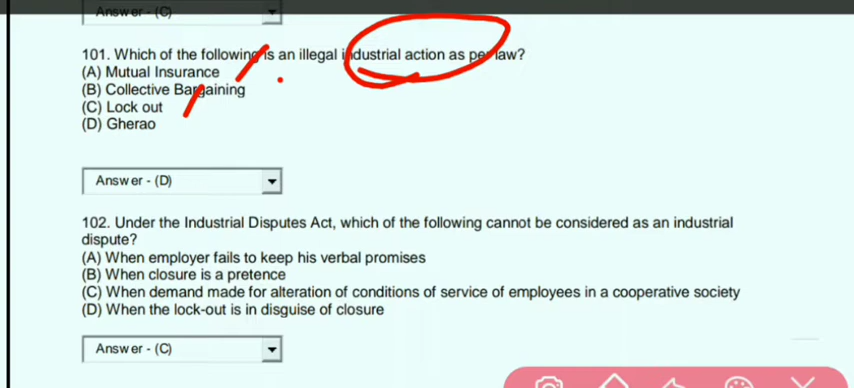 Answer - (C)
101. Which of the following is an illegal industrial action as per law?
(A) Mutual Insurance
(B) Collective Bargaining
(C) Lock out
(D) Gherao
Answer - (D)
102. Under the Industrial Disputes Act, which of the following cannot be considered as an industrial
dispute?
(A) When employer fails to keep his verbal promises
(B) When closure is a pretence
(C) When demand made for alteration of conditions of service of employees in a cooperative society
(D) When the lock-out is in disguise of closure
Answer - (C)